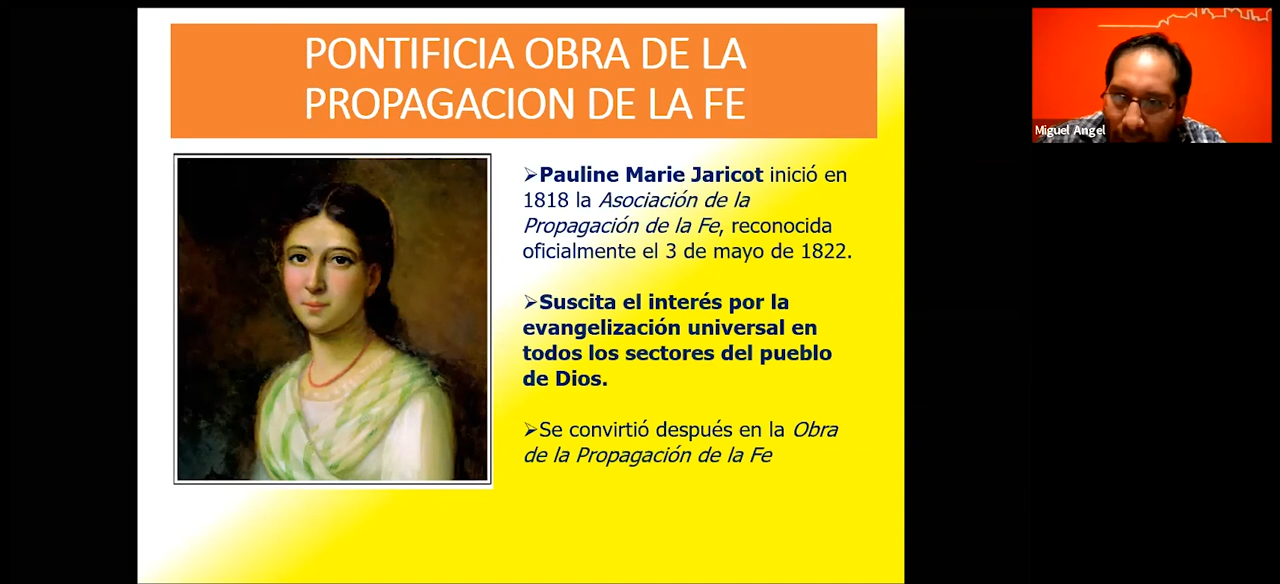 PONTIFICIA OBRA DE LA
PROPAGACION DE LA FE
➢Pauline Marie Jaricot inició en
1818 la Asociación de la
Propagación de la Fe, reconocida
oficialmente el 3 de mayo de 1822.
➢Suscita el interés por la
evangelización universal en
todos los sectores del pueblo
de Dios.
➢Se convirtió después en la Obra
de la Propagación de la Fe
Miguel Angel